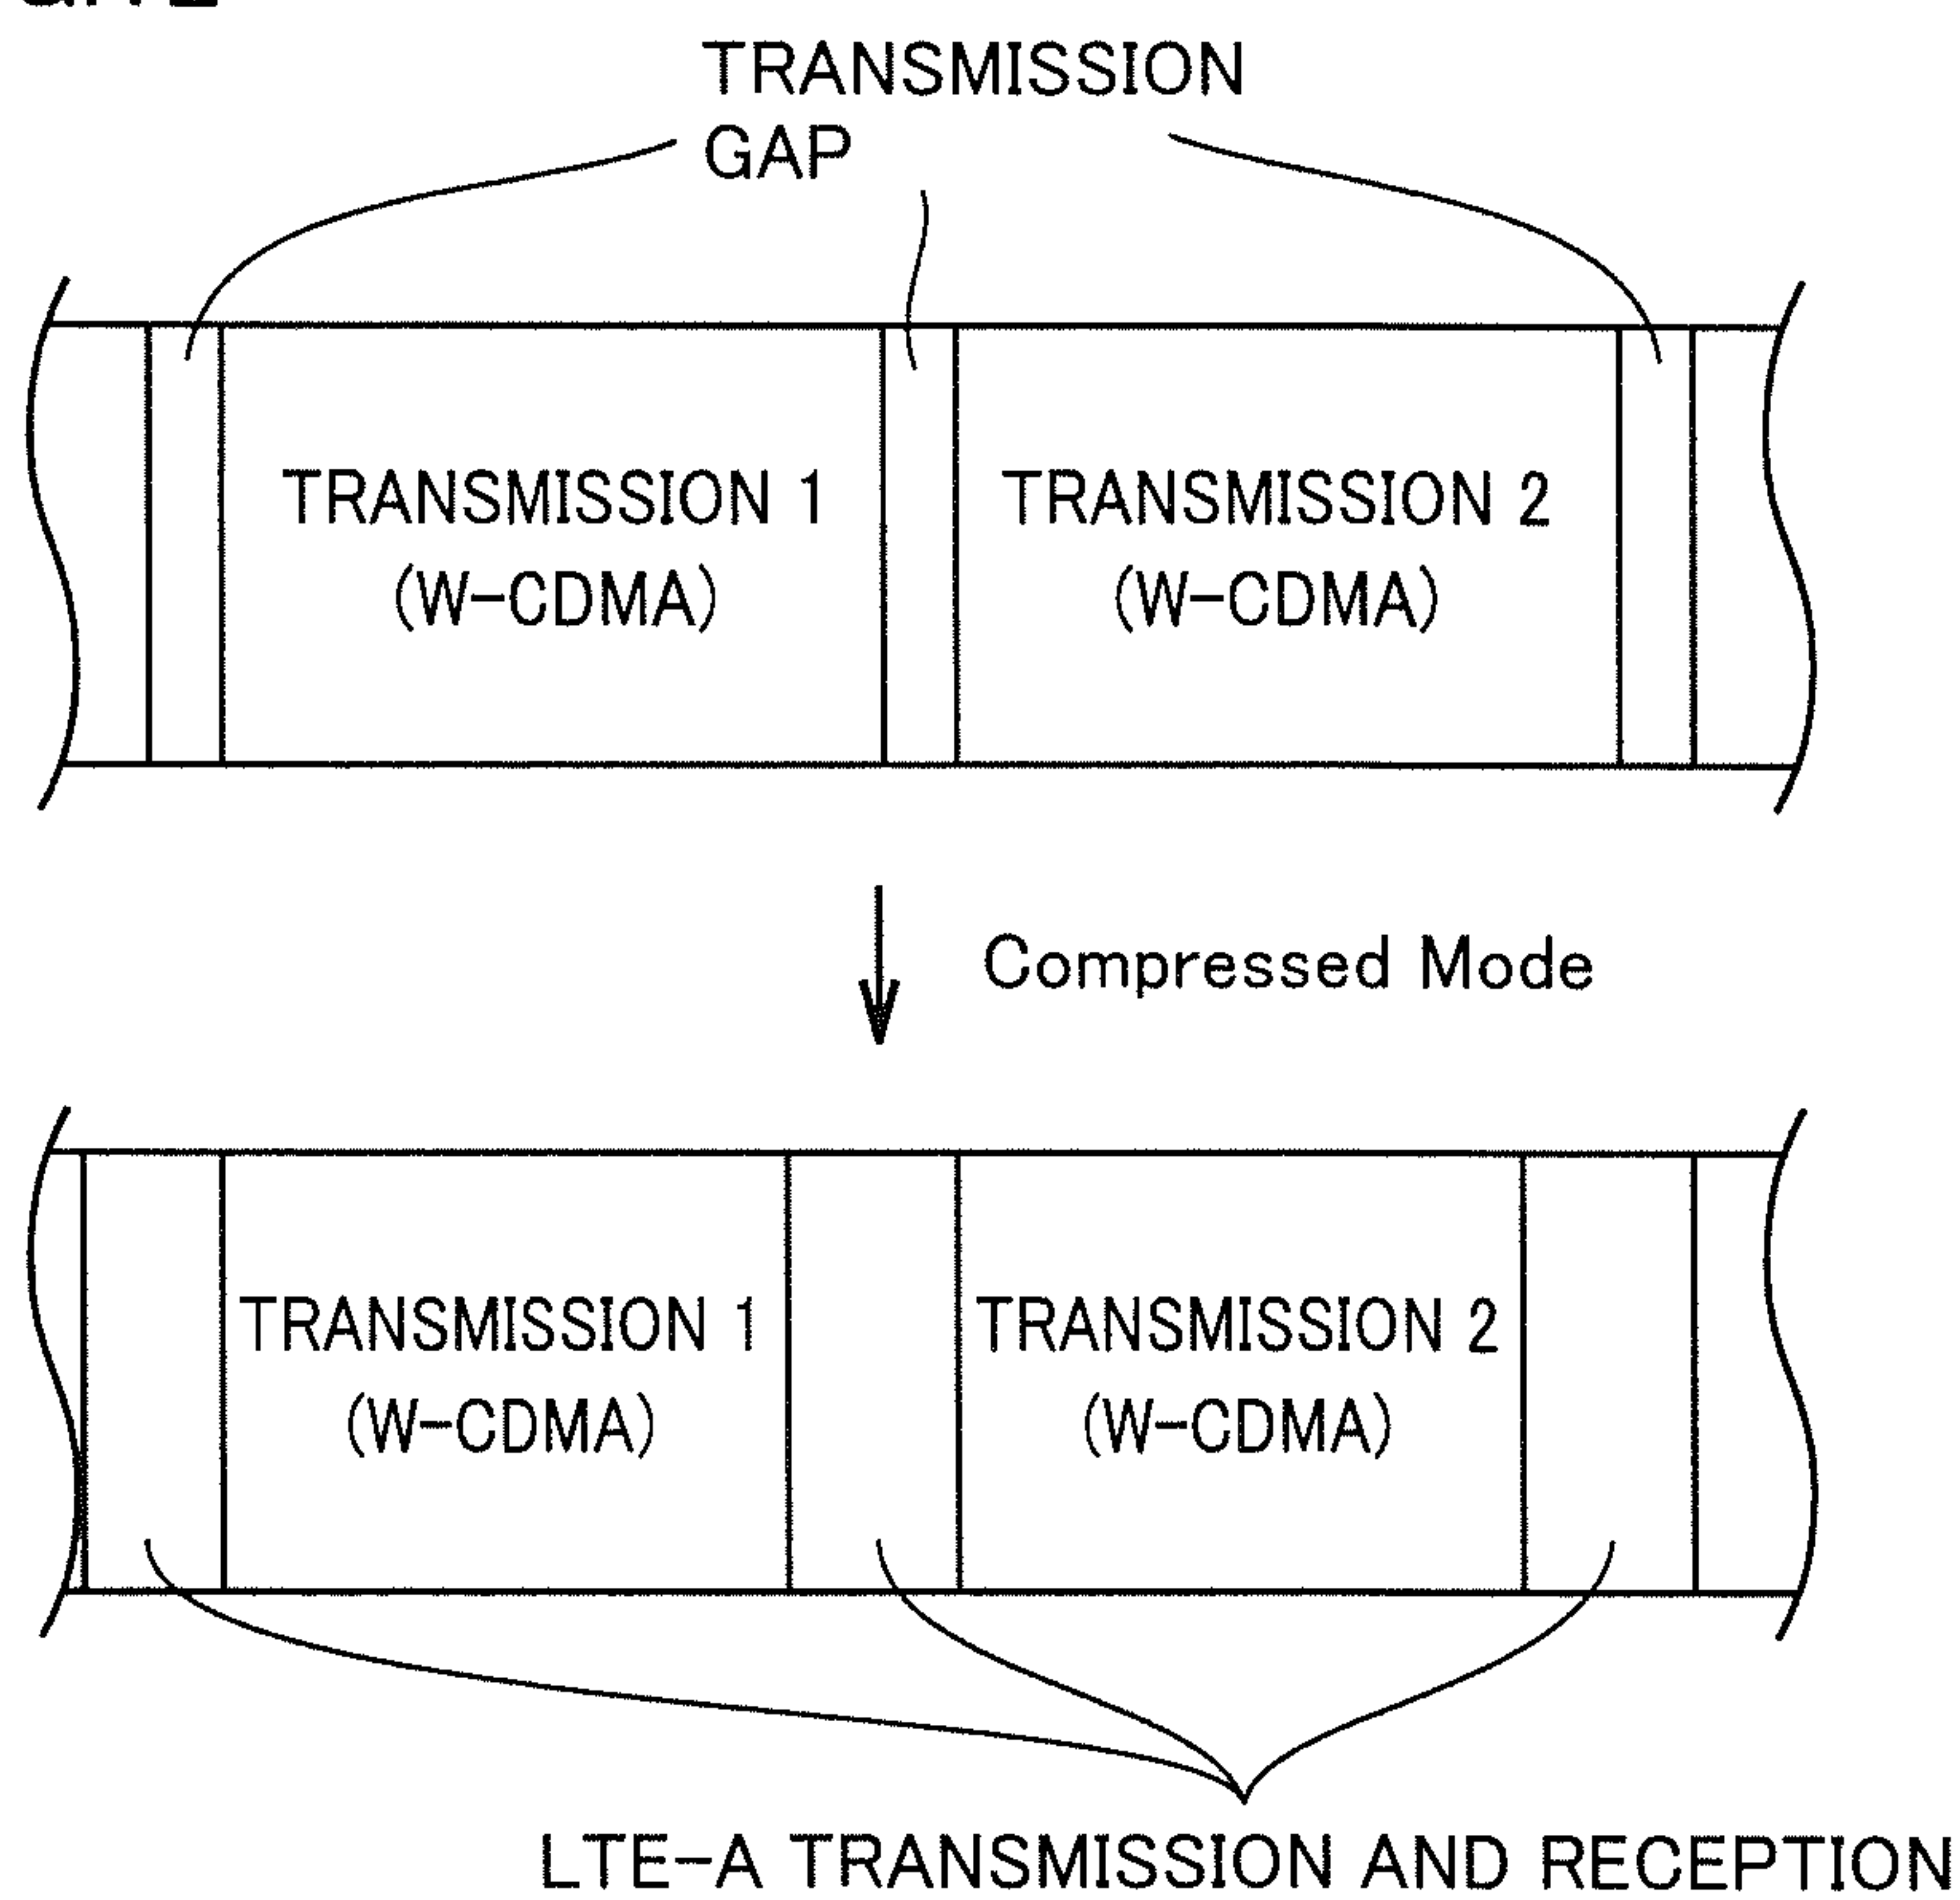 TRANSMISSION
GAP
TRANSMISSION 1
(W-CDMA)
TRANSMISSION 2
(W-CDMA)
Compressed Mode
TRANSMISSION 1
(W-CDMA)
TRANSMISSION 2
(W-CDMA)
LTE-A TRANSMISSION AND RECEPTION